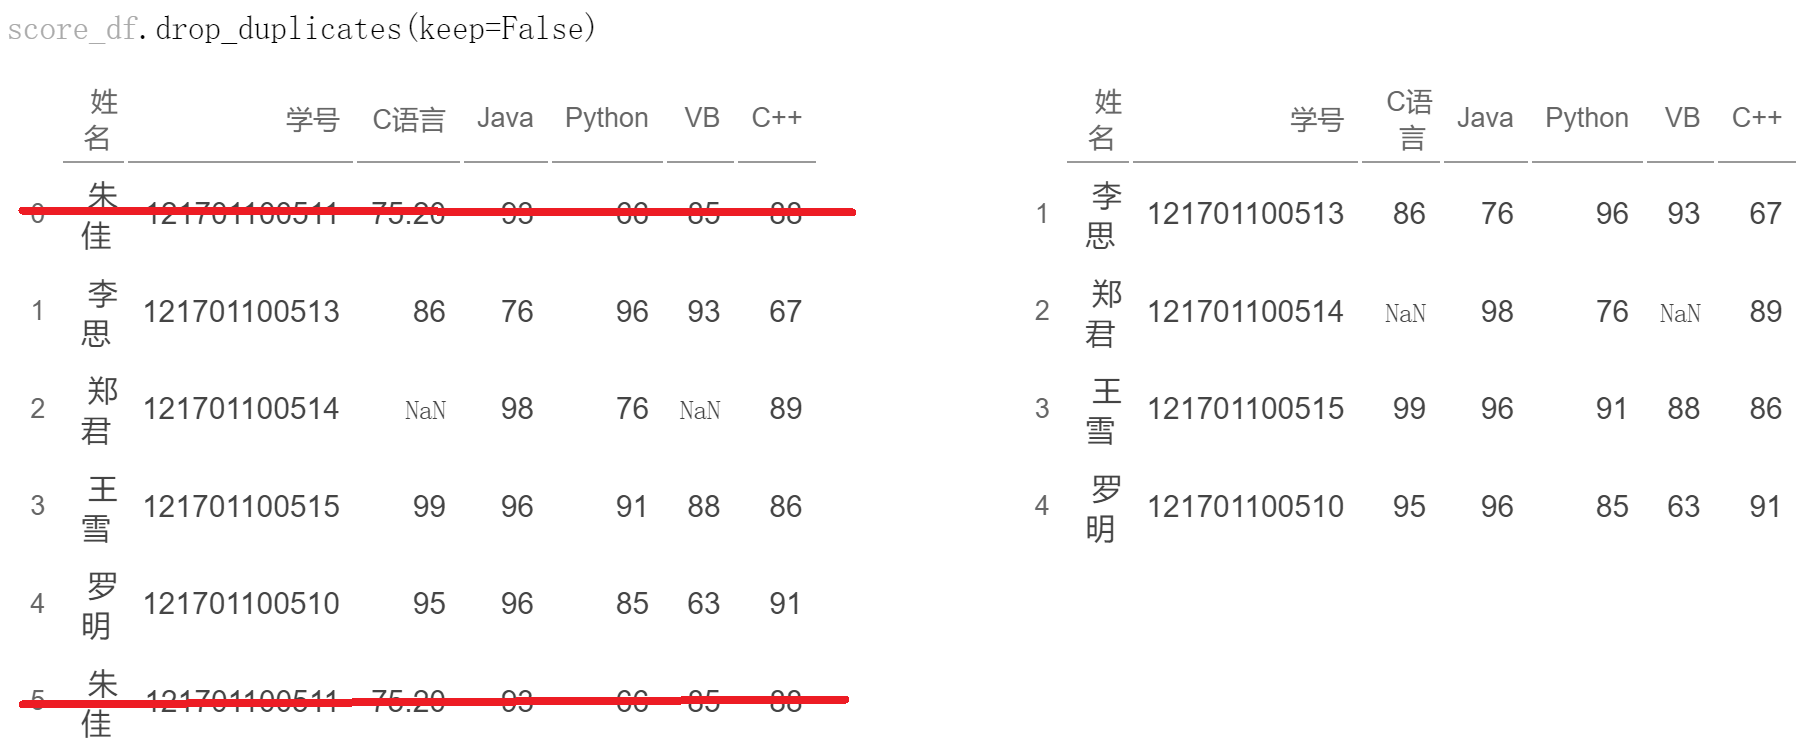 score_df.drop_duplicates(keep=False)
姓名 学号 C语言 Java Python VB C++
0 朱佳 121701100511 75.20 93 66 85 88
1 李思 121701100513 86 76 96 93 67
2 郑君 121701100514 NaN 98 76 NaN 89
3 王雪 121701100515 99 96 91 88 86
4 罗明 121701100510 95 96 85 63 91
5 朱佳 121701100511 75.20 93 66 85 88
姓名 学号 C语言 Java Python VB C++
1 李思 121701100513 86 76 96 93 67
2 郑君 121701100514 NaN 98 76 NaN 89
3 王雪 121701100515 99 96 91 88 86
4 罗明 121701100510 95 96 85 63 91